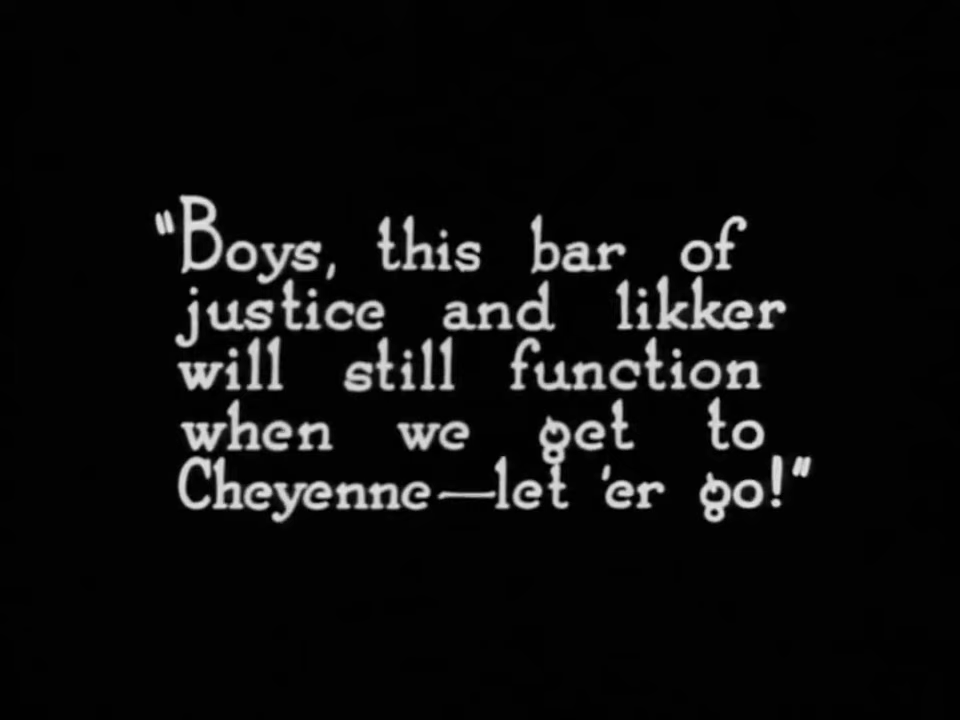 "Boys, this bar of
justice and likker
will still function
when we get to
Cheyenne—let 'er go!"